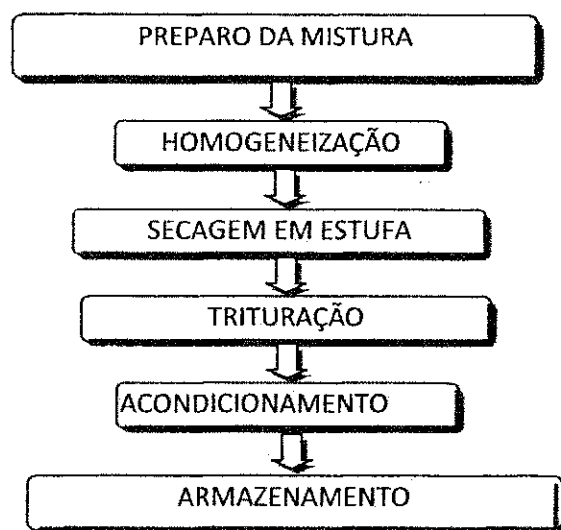 PREPARO DA MISTURA
HOMOGENEIZAÇÃO
SECAGEM EM ESTUFA
TRITURAÇÃO
ACONDICIONAMENTO
ARMAZENAMENTO